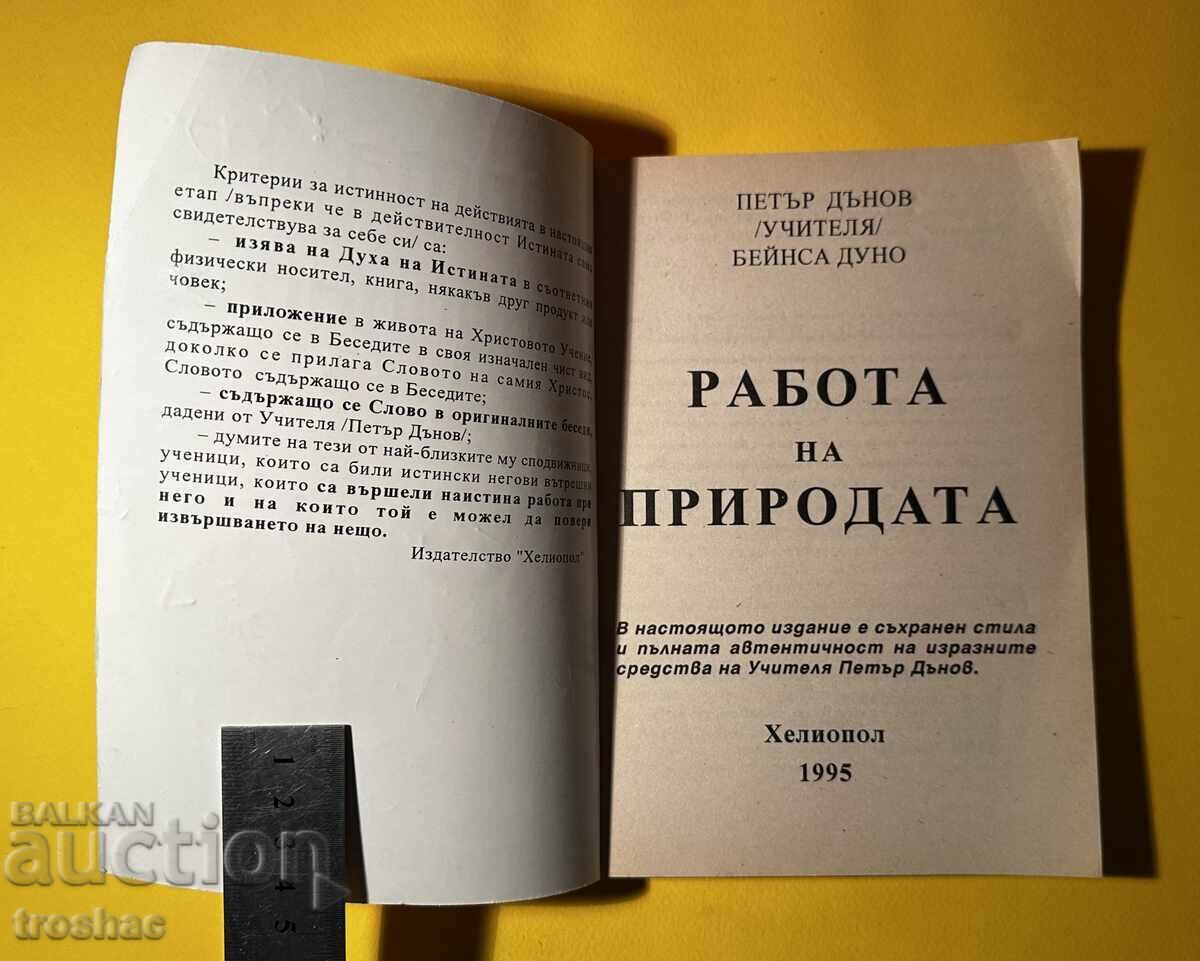 Критерии за истинност на действията в настоящия
етап /въпреки че в действителност Истината сама
свидетелствува за себе си/ са:
– изява на Духа на Истината в съответния
физически носител, книга, някакъв друг продукт или
човек;
– приложение в живота на Христовото Учение,
съдържащо се в Беседите в своя изначален чист вид,
доколко се прилага Словото на самия Христос,
Словото съдържащо се в Беседите;
– съдържащо се Слово в оригиналните беседи,
дадени от Учителя /Петър Дънов/;
– думите на тези от най-близките му сподвижници,
ученици, които са били истински негови вътрешни
ученици, които са вършели наистина работа при
него и на които той е можел да повери
извършването на нещо.
Издателство "Хелиопол"
ПЕТЪР ДЪНОВ
/УЧИТЕЛЯ/
БЕЙНСА ДУНО
РАБОТА
НА
ПРИРОДАТА
В настоящото издание е съхранен стила
и пълната автентичност на изразните
средства на Учителя Петър Дънов.
Хелиопол
1995
1
2
3
4
5
BALKAN
auction
troshac